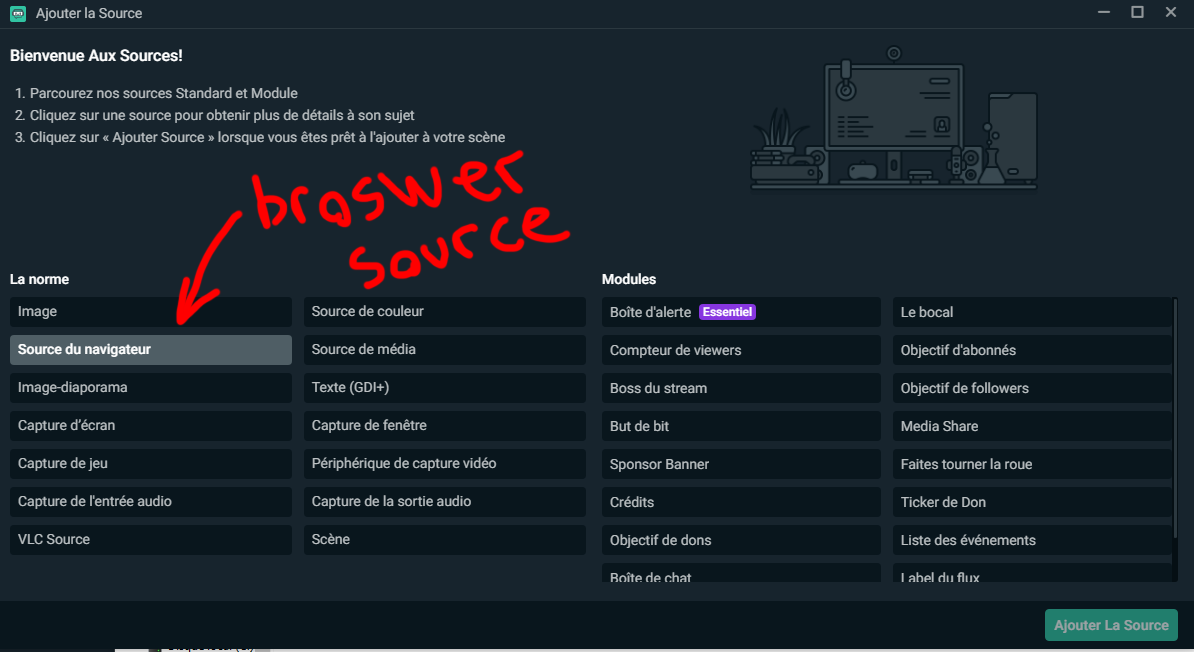 Ajouter la Source
Bienvenue Aux Sources!
1. Parcourez nos sources Standard et Module
2. Cliquez sur une source pour obtenir plus de détails à son sujet
3. Cliquez sur « Ajouter Source » lorsque vous êtes prêt à l'ajouter à votre scène
broswer
source
La norme
Image
Source de couleur
Source du navigateur
Source de média
Image-diaporama
Texte (GDI+)
Capture d'écran
Capture de fenêtre
Capture de jeu
Périphérique de capture vidéo
Capture de l'entrée audio
Capture de la sortie audio
VLC Source
Scène
Modules
Boîte d'alerte Essentiel
Le bocal
Compteur de viewers
Objectif d'abonnés
Boss du stream
Objectif de followers
But de bit
Media Share
Sponsor Banner
Faites tourner la roue
Crédits
Ticker de Don
Objectif de dons
Liste des événements
Boîte de chat
Label du flux
Ajouter La Source